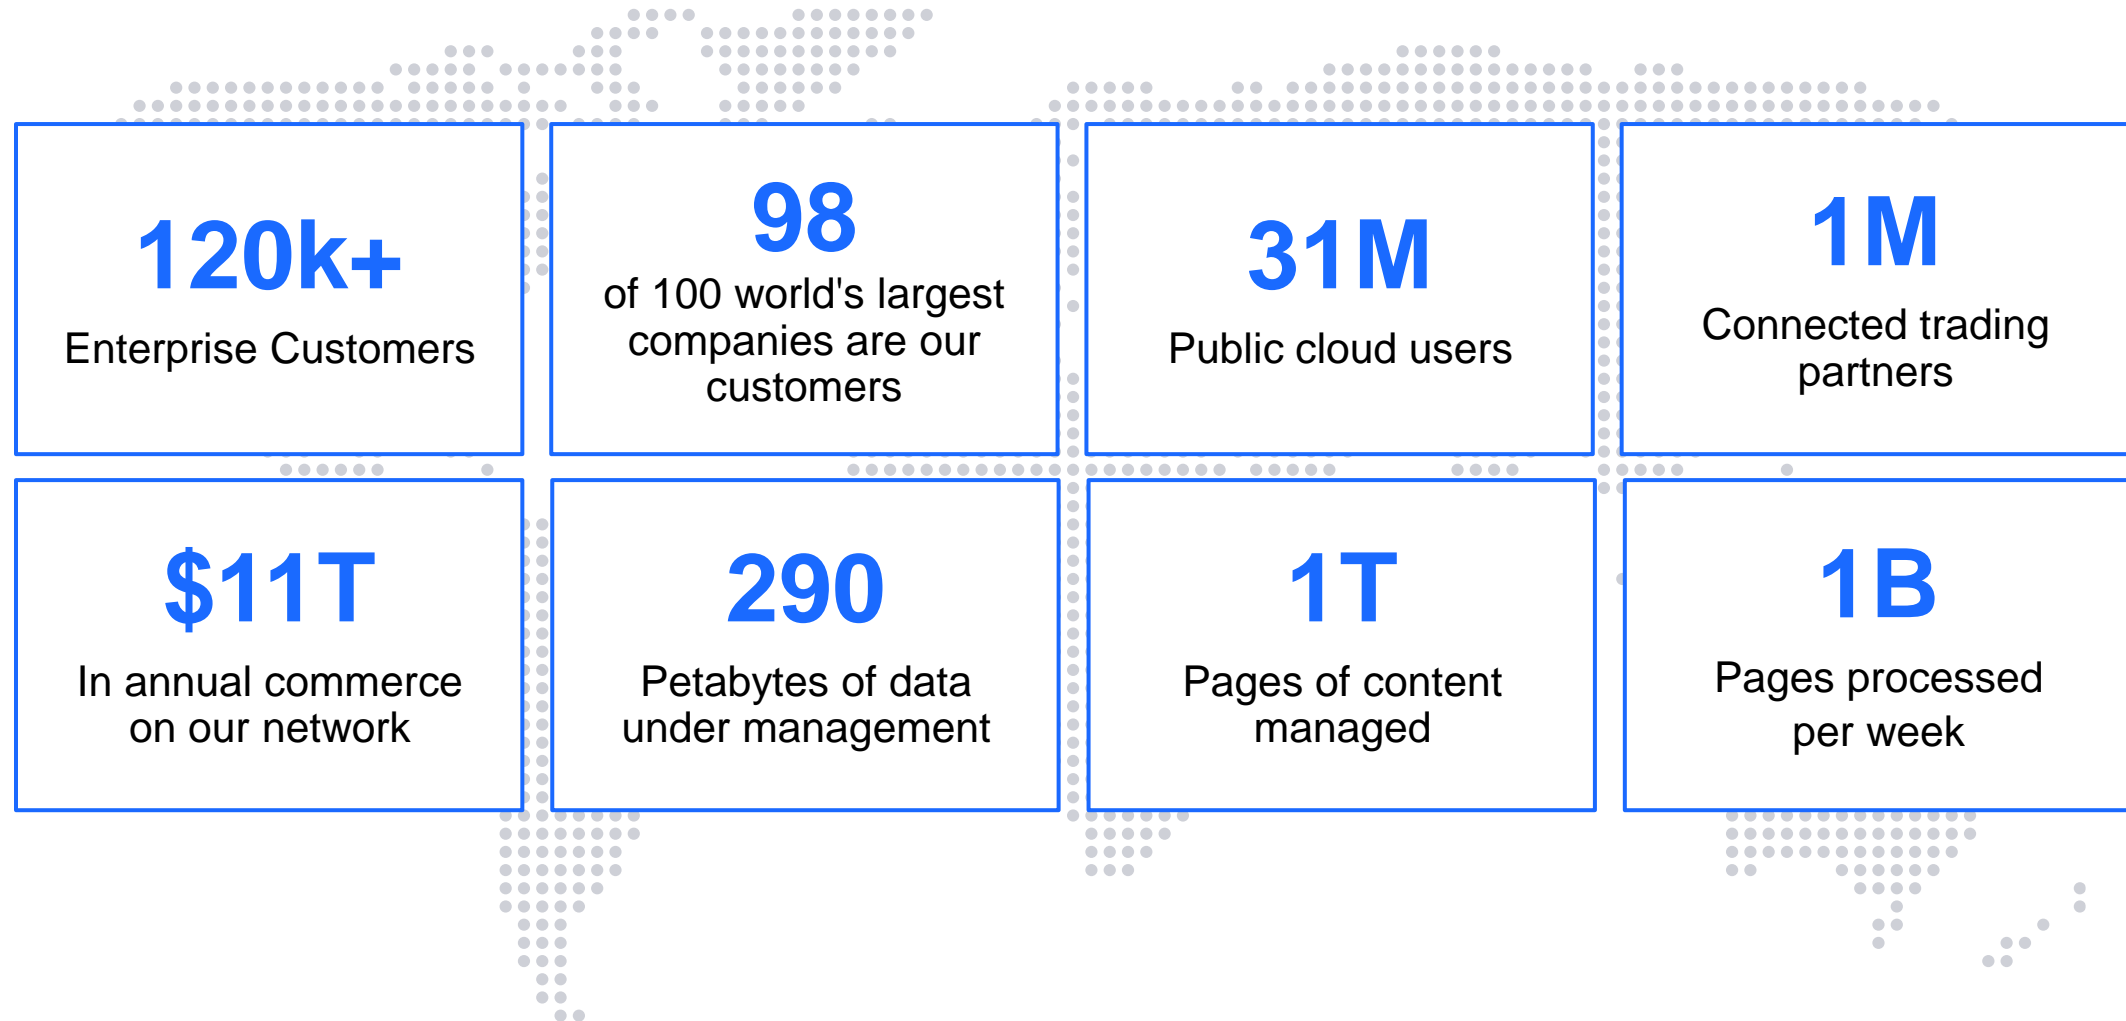 120k+
Enterprise Customers
98
of 100 world's largest
companies are our
customers
31M
Public cloud users
1M
Connected trading
partners
$11T
In annual commerce
on our network
290
Petabytes of data
under management
1T
Pages of content
managed
1B
Pages processed
per week